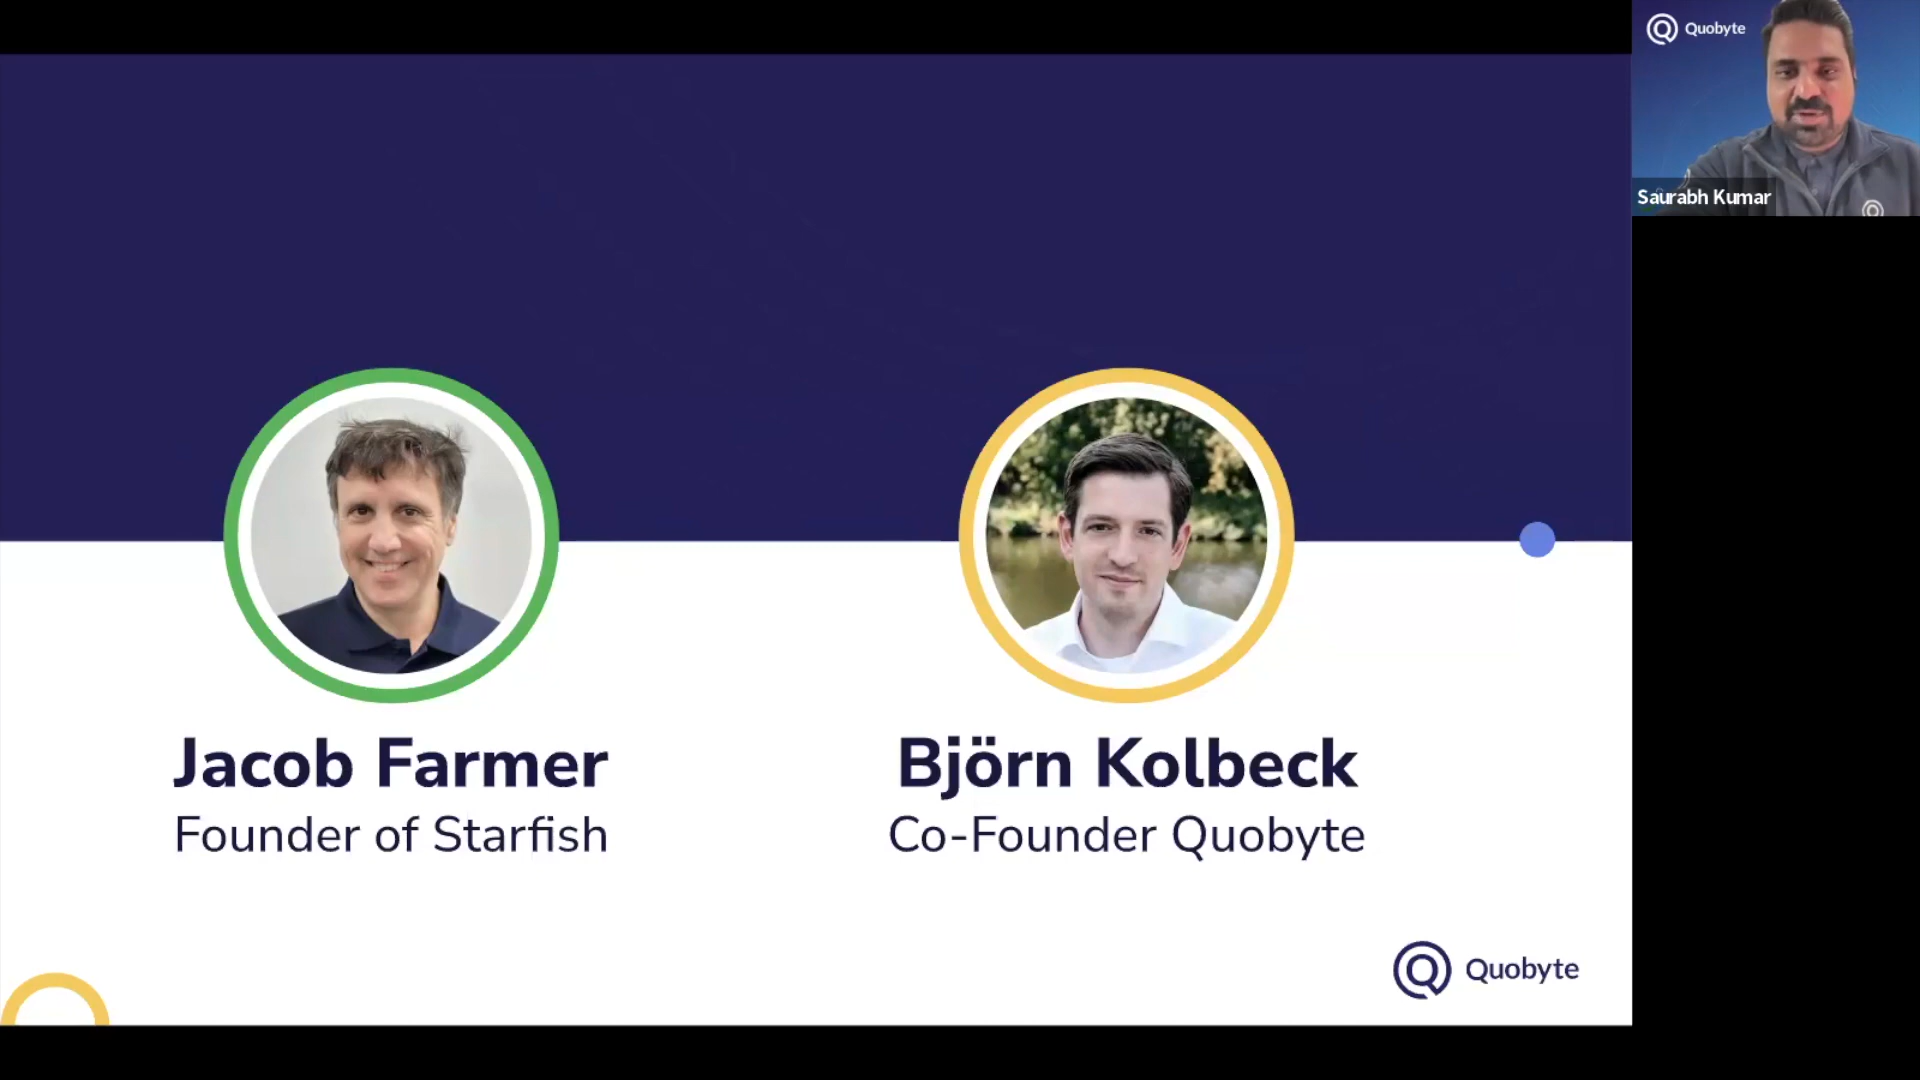 Jacob Farmer
Founder of Starfish
Björn Kolbeck
Co-Founder Quobyte
Quobyte
Quobyte
Saurabh Kumar